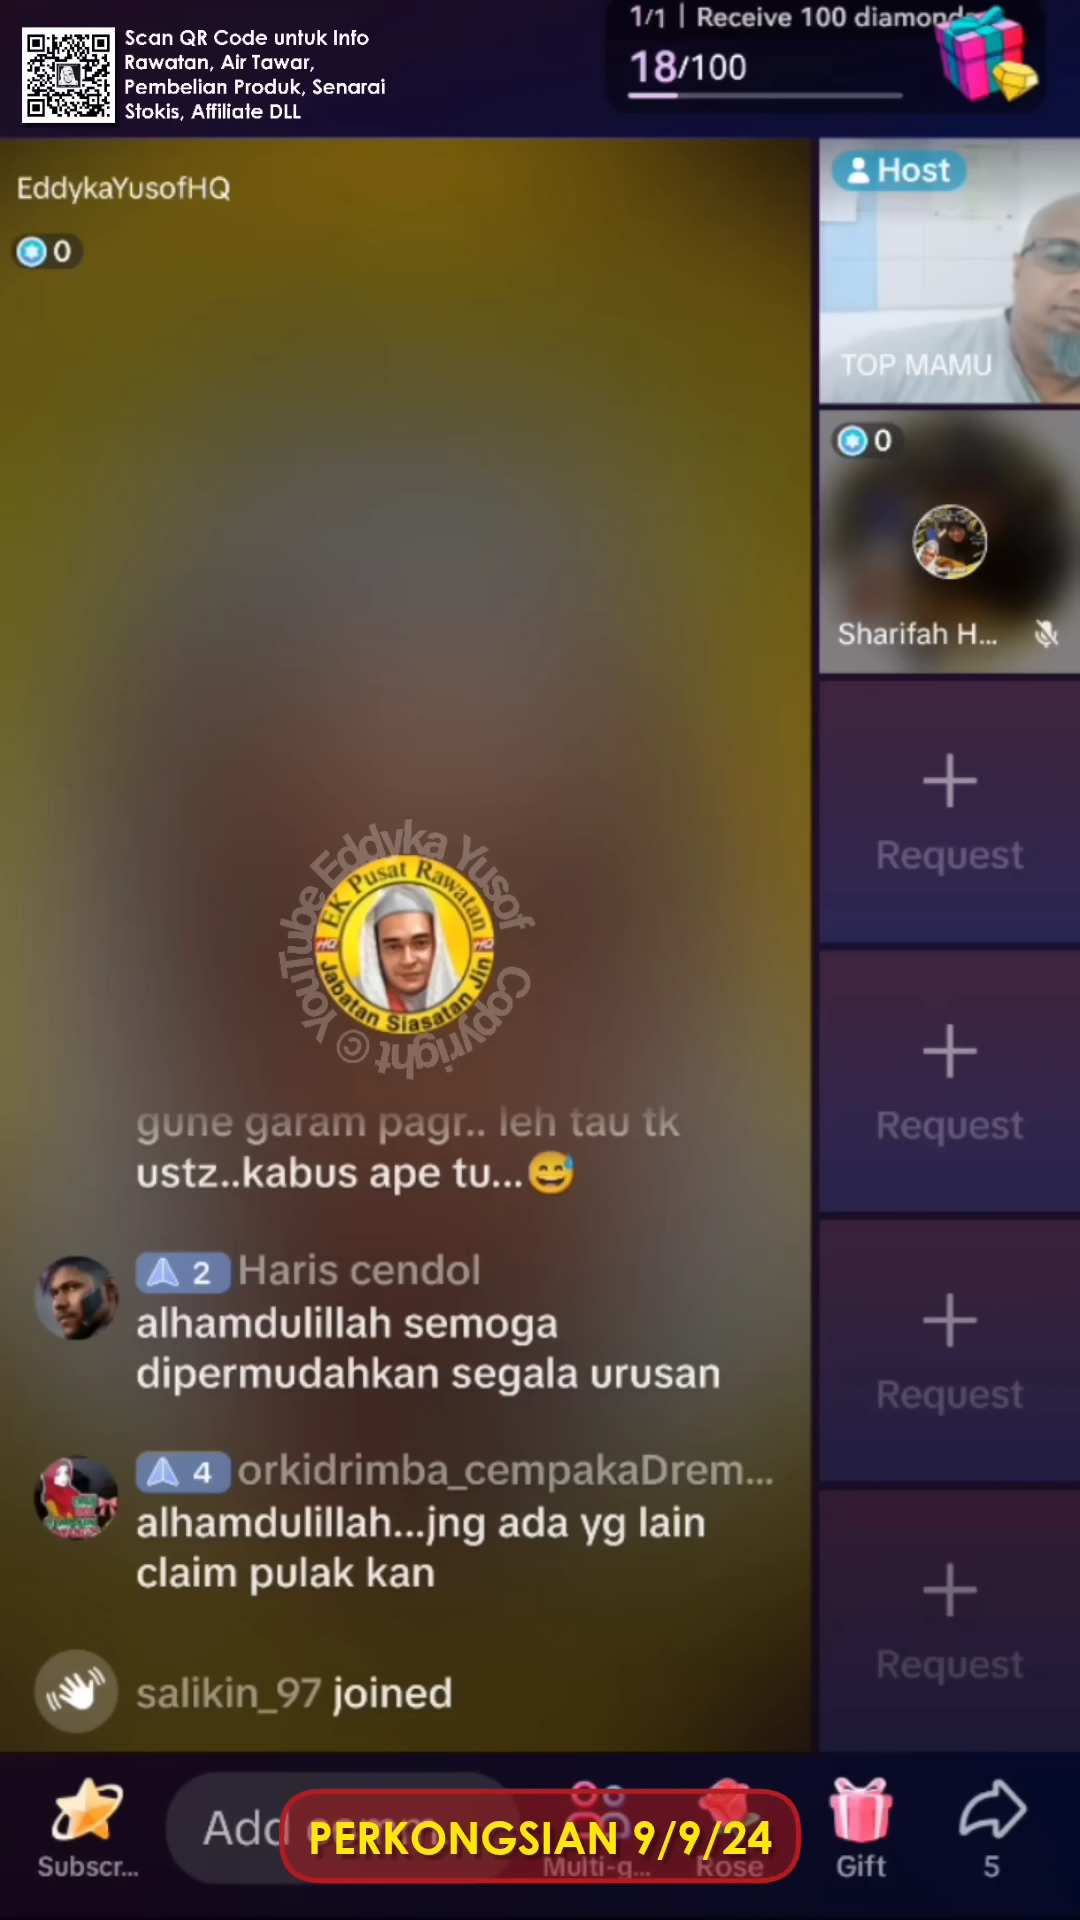 Scan QR Code untuk Info
Rawatan, Air Tawar,
Pembelian Produk, Senarai
Stokis, Affiliate DLL
1/1 | Receive 100 diamonds
18/100
EddykaYusofHQ
0
Host
TOP MAMU
0
Sharifah H...
Request
Request
Request
Request
Copyright © YouTube Eddyka Yusof
EK Pusat Rawatan
HQ HQ
Jabatan Siasatan Jin
gune garam pagr.. leh tau tk
ustz..kabus ape tu...😅
2 Haris cendol
alhamdulillah semoga
dipermudahkan segala urusan
4 orkidrimba_cempakaDrem...
alhamdulillah...jng ada yg lain
claim pulak kan
salikin_97 joined
Subscr...
Add comm
PERKONGSIAN 9/9/24
Multi-g...
Rose
Gift
5